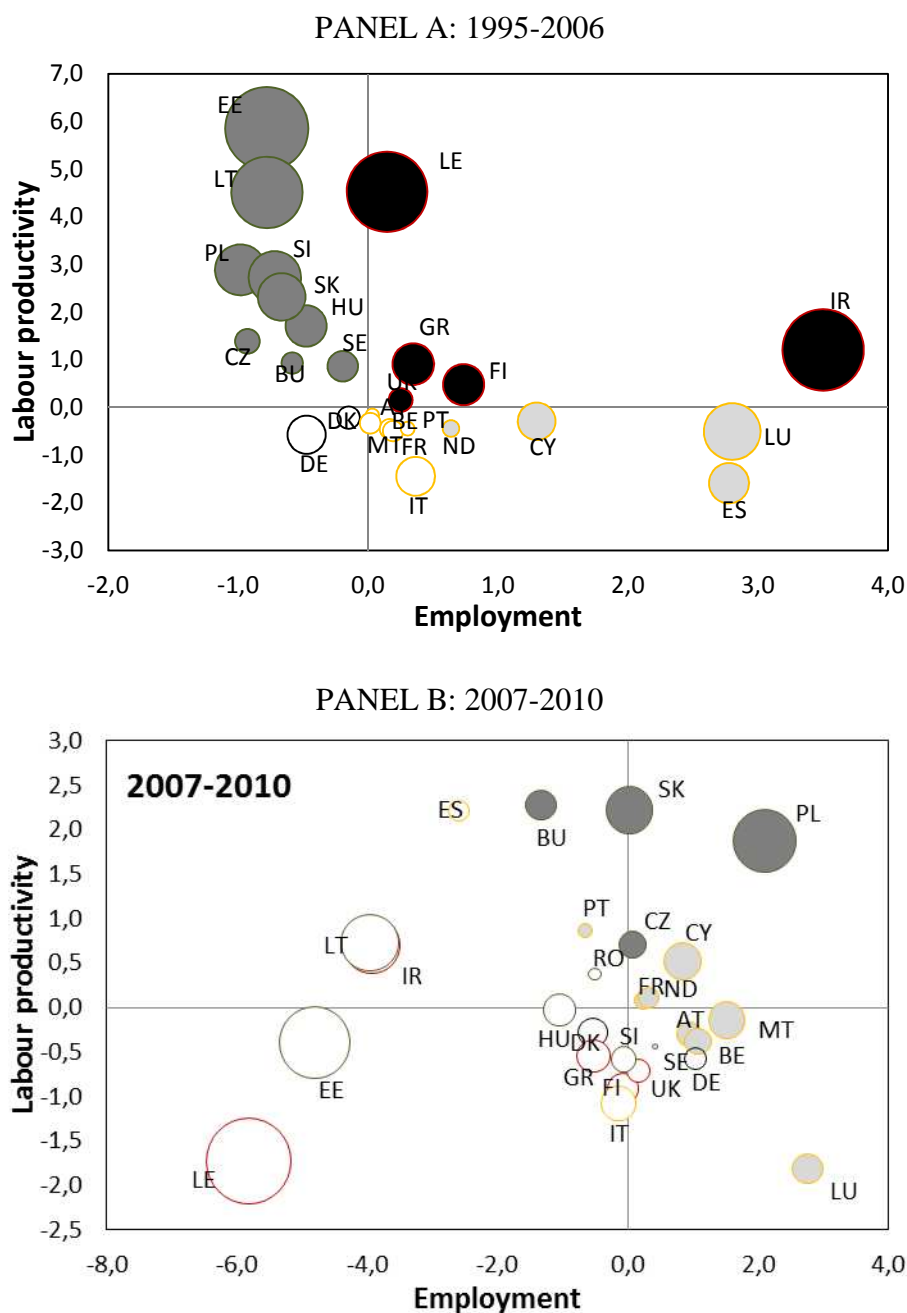 PANEL A: 1995-2006
7,0
EE
6,0
5,0
LT
LE
4,0
3,0
PL
SI
SK
IR
2,0
HU
GR
1,0
CZ
BU
SE
FI
UK
0,0
DK
A
BE
PT
DE
MT
FR
ND
CY
LU
-1,0
IT
ES
-2,0
-3,0
-2,0 -1,0 0,0 1,0 2,0 3,0 4,0
Labour productivity
Employment
PANEL B: 2007-2010
3,0
2007-2010
2,5
ES
BU
SK
PL
2,0
1,5
1,0
PT
CZ
CY
LT
IR
0,5
RO
FR
ND
0,0
HU
DK
SI
AT
MT
-0,5
EE
GR
SE
BE
DE
FI
UK
-1,0
IT
-1,5
LE
-2,0
LU
-2,5
-8,0 -6,0 -4,0 -2,0 0,0 2,0 4,0
Labour productivity
Employment